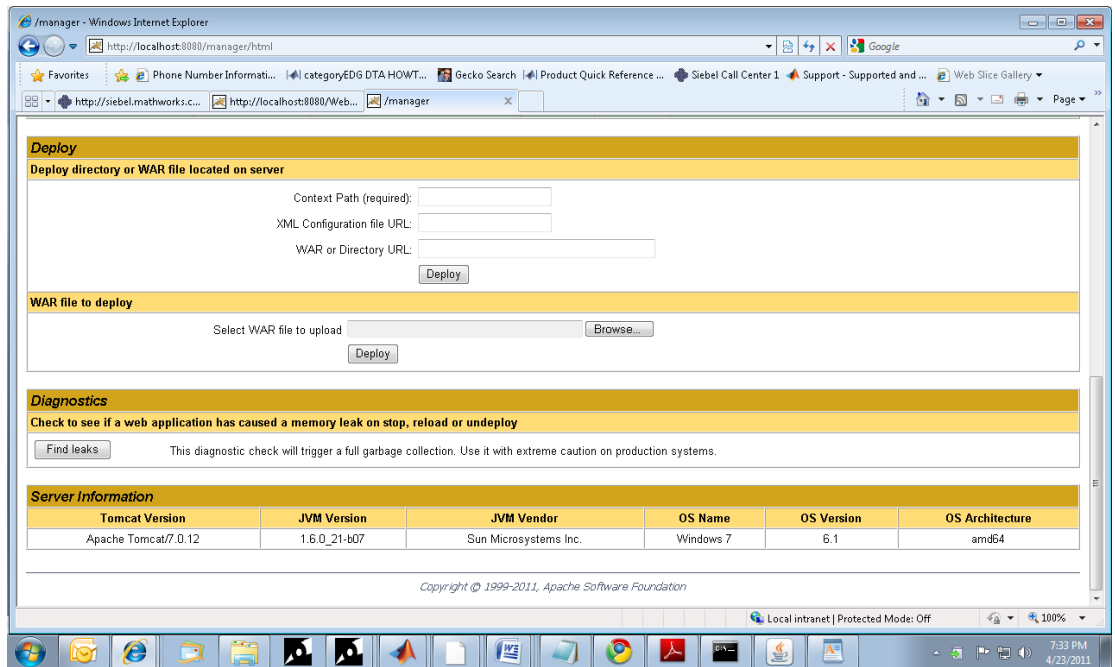 /manager - Windows Internet Explorer
http://localhost:8080/manager/html
Google
Favorites Phone Number Informati... categoryEDG DTA HOWT... Gecko Search Product Quick Reference ... Siebel Call Center 1 Support - Supported and ... Web Slice Gallery
http://siebel.mathworks.c... http://localhost:8080/Web... /manager x Page
Deploy
Deploy directory or WAR file located on server
Context Path (required):
XML Configuration file URL:
WAR or Directory URL:
Deploy
WAR file to deploy
Select WAR file to upload Browse...
Deploy
Diagnostics
Check to see if a web application has caused a memory leak on stop, reload or undeploy
Find leaks This diagnostic check will trigger a full garbage collection. Use it with extreme caution on production systems.
Server Information
Tomcat Version JVM Version JVM Vendor OS Name OS Version OS Architecture
Apache Tomcat/7.0.12 1.6.0_21-b07 Sun Microsystems Inc. Windows 7 6.1 amd64
Copyright © 1999-2011, Apache Software Foundation
Local intranet | Protected Mode: Off 100%
7:33 PM
4/23/2011